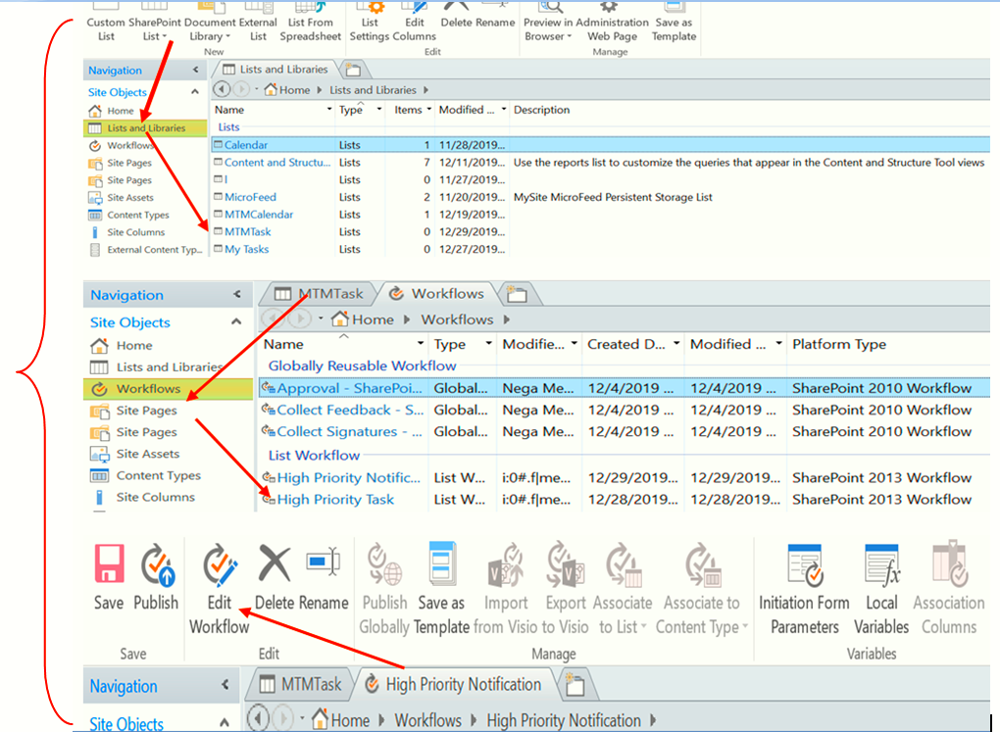 Custom SharePoint Document External List From List Edit Delete Rename Preview in Administration Save as
List List Library List Spreadsheet Settings Columns Browser Web Page Template
New Edit Manage
Navigation Lists and Libraries
Site Objects Home Lists and Libraries
Home Name Type Items Modified ... Description
Lists and Libraries Lists
Workflows Calendar Lists 1 11/28/2019...
Site Pages Content and Structu... Lists 7 12/11/2019... Use the reports list to customize the queries that appear in the Content and Structure Tool views
Site Pages I Lists 0 11/27/2019...
Site Assets MicroFeed Lists 2 11/20/2019... MySite MicroFeed Persistent Storage List
Content Types MTMCalendar Lists 1 12/19/2019...
Site Columns MTMTask Lists 0 12/29/2019...
External Content Typ... My Tasks Lists 0 12/27/2019...
Navigation MTMTask Workflows
Site Objects Home Workflows
Home Name Type Modifie... Created D... Modified ... Platform Type
Lists and Libraries Globally Reusable Workflow
Workflows Approval - SharePoi... Global... Nega Me... 12/4/2019 ... 12/4/2019 ... SharePoint 2010 Workflow
Site Pages Collect Feedback - S... Global... Nega Me... 12/4/2019 ... 12/4/2019 ... SharePoint 2010 Workflow
Site Pages Collect Signatures - ... Global... Nega Me... 12/4/2019 ... 12/4/2019 ... SharePoint 2010 Workflow
Site Assets List Workflow
Content Types High Priority Notific... List W... i:0#.f|me... 12/29/2019... 12/29/2019... SharePoint 2013 Workflow
Site Columns High Priority Task List W... i:0#.f|me... 12/28/2019... 12/28/2019... SharePoint 2013 Workflow
Save Publish Edit Delete Rename Publish Save as Import Export Associate Associate to Initiation Form Local Association
Workflow Globally Template from Visio to Visio to List Content Type Parameters Variables Columns
Save Edit Manage Variables
Navigation MTMTask High Priority Notification
Site Objects Home Workflows High Priority Notification